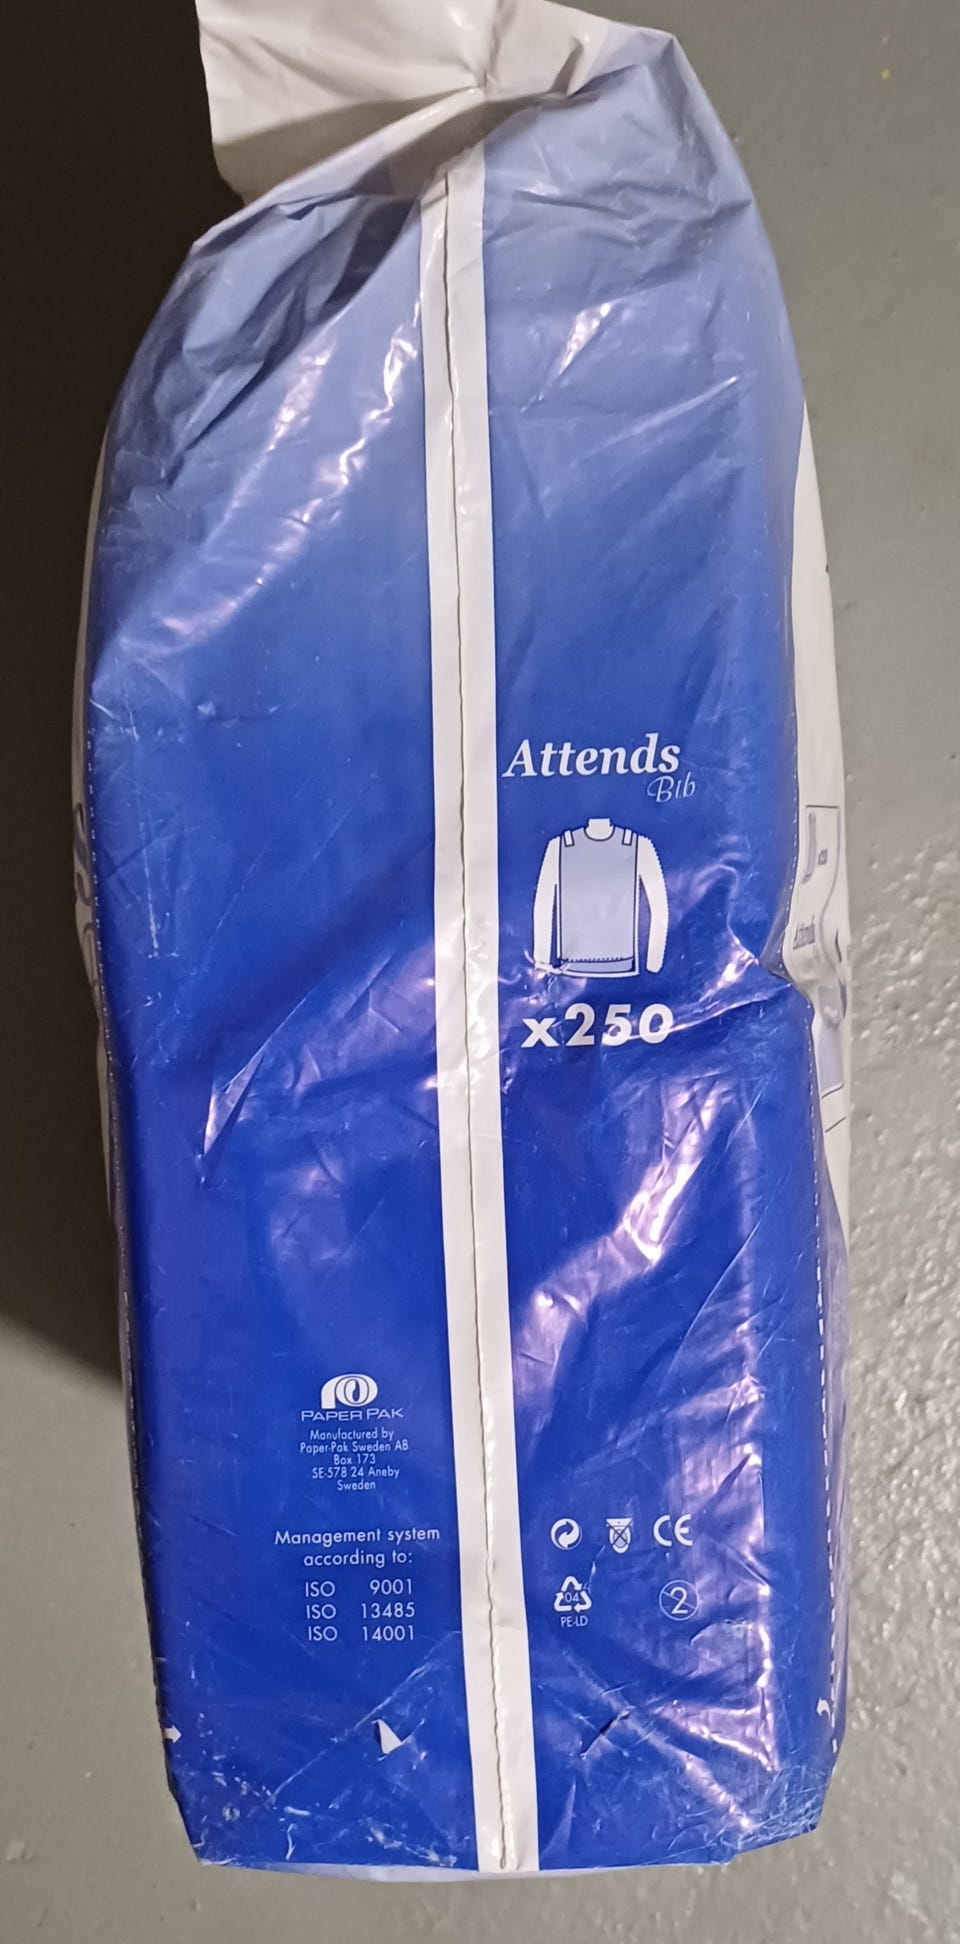 Attends
Bib
x250
Attends
PAPER PAK
Manufactured by
Paper-Pak Sweden AB
Box 173
SE-578 24 Aneby
Sweden
Management system
according to:
ISO 9001
ISO 13485
ISO 14001
CE
04
PE-LD
2